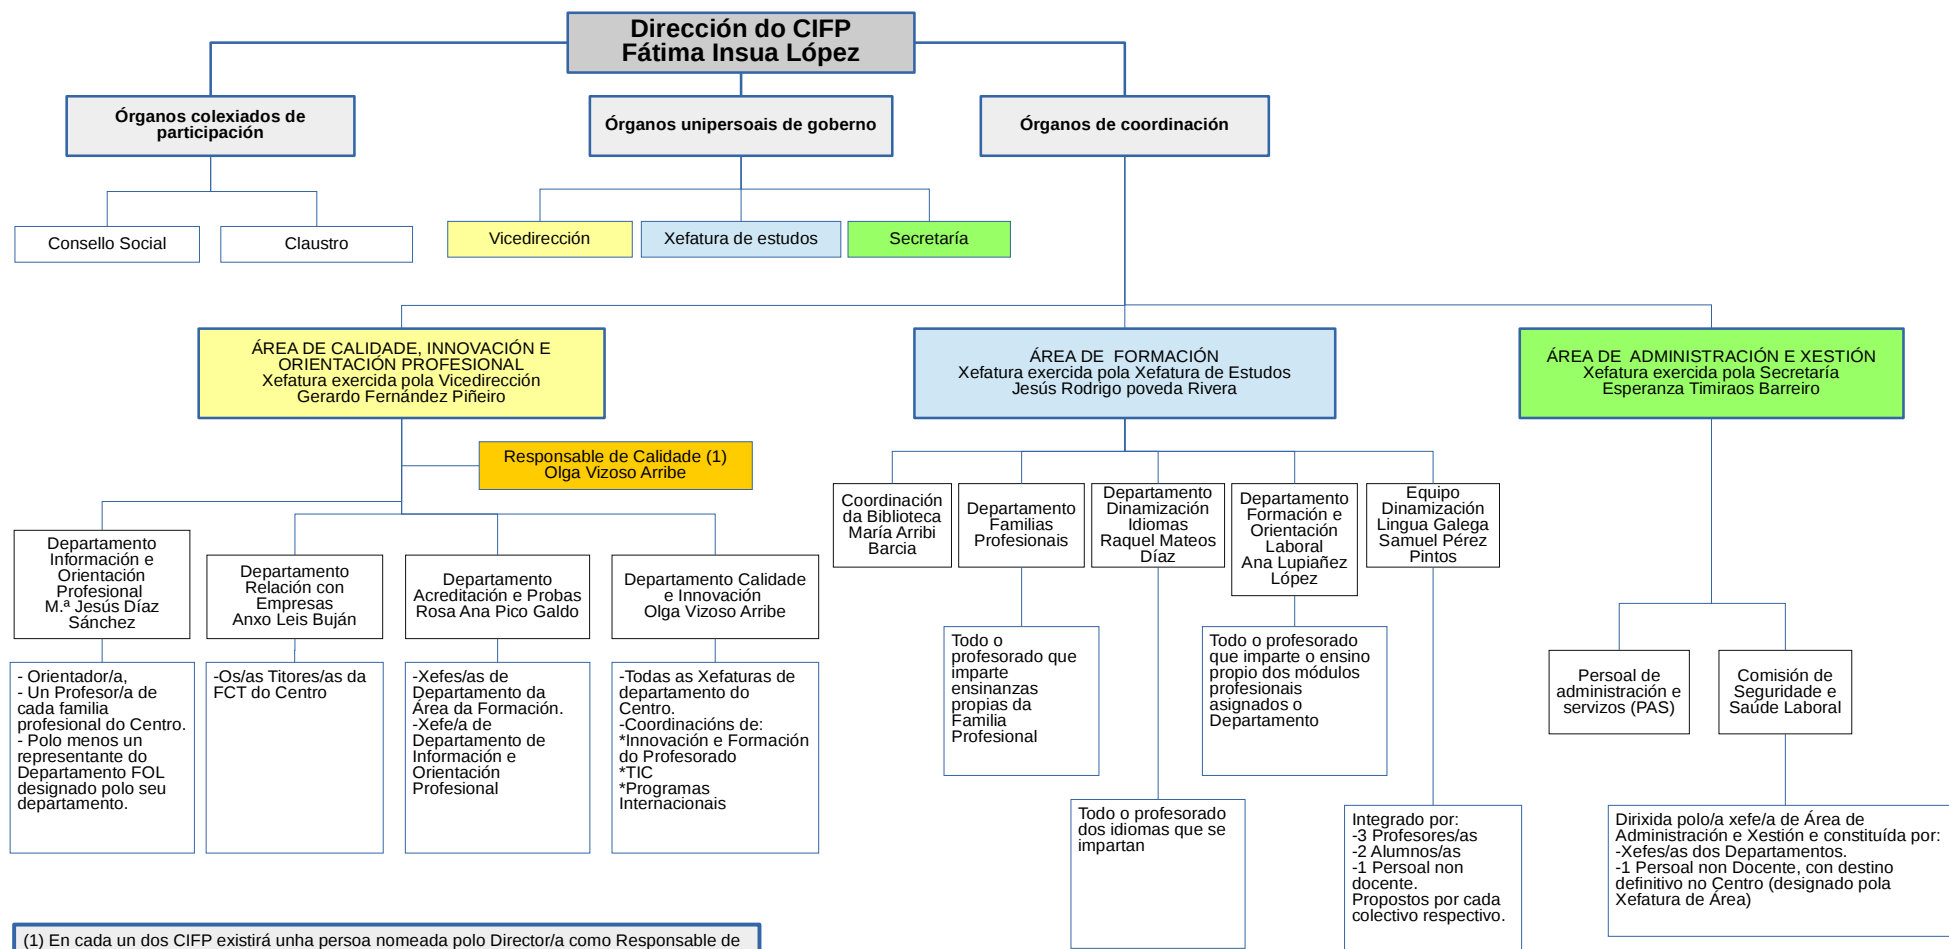 Dirección do CIFP
Fátima Insua López
Órganos colexiados de
participación
Órganos unipersoais de goberno
Órganos de coordinación
Consello Social
Claustro
Vicedirección
Xefatura de estudos
Secretaría
ÁREA DE CALIDADE, INNOVACIÓN E
ORIENTACIÓN PROFESIONAL
Xefatura exercida pola Vicedirección
Gerardo Fernández Piñeiro
ÁREA DE  FORMACIÓN
Xefatura exercida pola Xefatura de Estudos
Jesús Rodrigo poveda Rivera
ÁREA DE  ADMINISTRACIÓN E XESTIÓN
Xefatura exercida pola Secretaría
Esperanza Timiraos Barreiro
Responsable de Calidade (1)
Olga Vizoso Arribe
Departamento
Información e
Orientación
Profesional
M.ª Jesús Díaz
Sánchez
Departamento
Relación con
Empresas
Anxo Leis Buján
Departamento
Acreditación e Probas
Rosa Ana Pico Galdo
Departamento Calidade
e Innovación
Olga Vizoso Arribe
Coordinación
da Biblioteca
María Arribi
Barcia
Departamento
Familias
Profesionais
Departamento
Dinamización
Idiomas
Raquel Mateos
Díaz
Departamento
Formación e
Orientación
Laboral
Ana Lupiañez
López
Equipo
Dinamización
Lingua Galega
Samuel Pérez
Pintos
Persoal de
administración e
servizos (PAS)
Comisión de
Seguridade e
Saúde Laboral
- Orientador/a,
- Un Profesor/a de
cada familia
profesional do Centro.
- Polo menos un
representante do
Departamento FOL
designado polo seu
departamento.
-Os/as Titores/as da
FCT do Centro
-Xefes/as de
Departamento da
Área da Formación.
-Xefe/a de
Departamento de
Información e
Orientación
Profesional
-Todas as Xefaturas de
departamento do
Centro.
-Coordinacións de:
*Innovación e Formación
do Profesorado
*TIC
*Programas
Internacionais
Todo o
profesorado que
imparte
ensinanzas
propias da
Familia
Profesional
Todo o profesorado
dos idiomas que se
impartan
Todo o profesorado
que imparte o ensino
propio dos módulos
profesionais
asignados o
Departamento
Integrado por:
-3 Profesores/as
-2 Alumnos/as
-1 Persoal non
docente.
Propostos por cada
colectivo respectivo.
Dirixida polo/a xefe/a de Área de
Administración e Xestión e constituída por:
-Xefes/as dos Departamentos.
-1 Persoal non Docente, con destino
definitivo no Centro (designado pola
Xefatura de Área)
(1) En cada un dos CIFP existirá unha persoa nomeada polo Director/a como Responsable de